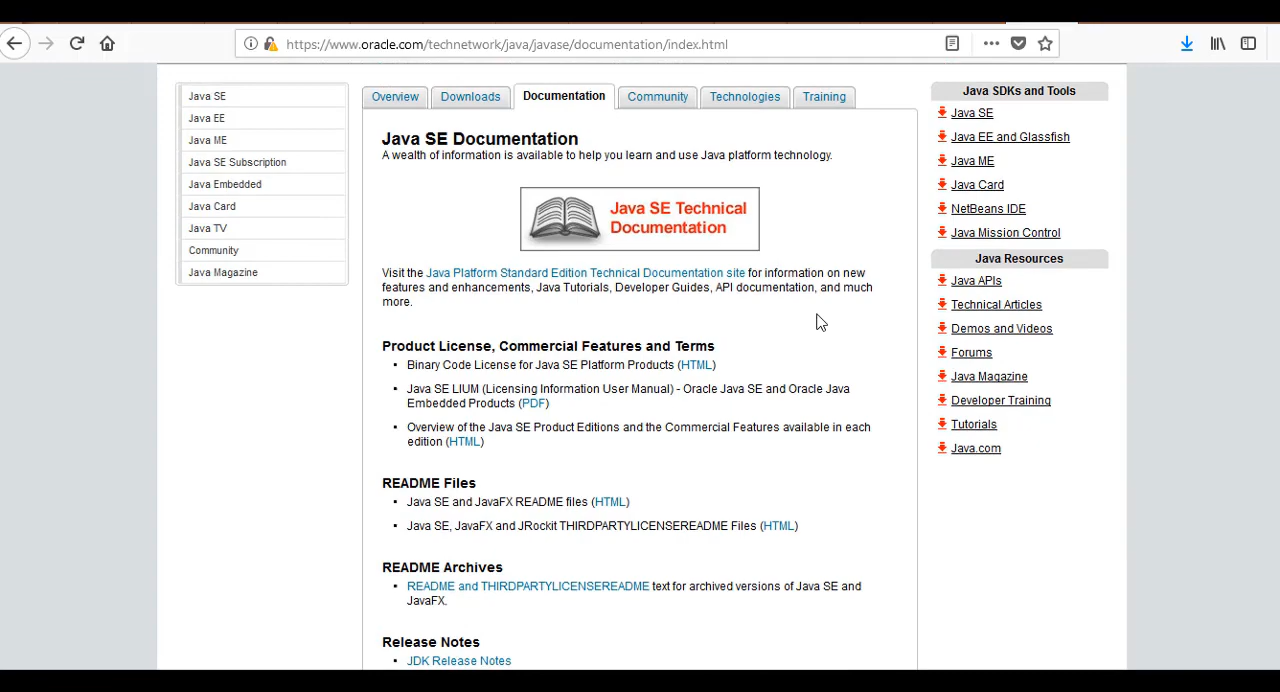 https://www.oracle.com/technetwork/java/javase/documentation/index.html
Java SE
Java EE
Java ME
Java SE Subscription
Java Embedded
Java Card
Java TV
Community
Java Magazine
Overview
Downloads
Documentation
Community
Technologies
Training
Java SE Documentation
A wealth of information is available to help you learn and use Java platform technology.
Java SE Technical
Documentation
Visit the Java Platform Standard Edition Technical Documentation site for information on new
features and enhancements, Java Tutorials, Developer Guides, API documentation, and much
more.
Product License, Commercial Features and Terms
• Binary Code License for Java SE Platform Products (HTML)
• Java SE LIUM (Licensing Information User Manual) - Oracle Java SE and Oracle Java
Embedded Products (PDF)
• Overview of the Java SE Product Editions and the Commercial Features available in each
edition (HTML)
README Files
• Java SE and JavaFX README files (HTML)
• Java SE, JavaFX and JRockit THIRDPARTYLICENSEREADME Files (HTML)
README Archives
• README and THIRDPARTYLICENSEREADME text for archived versions of Java SE and
JavaFX.
Release Notes
• JDK Release Notes
Java SDKs and Tools
Java SE
Java EE and Glassfish
Java ME
Java Card
NetBeans IDE
Java Mission Control
Java Resources
Java APIs
Technical Articles
Demos and Videos
Forums
Java Magazine
Developer Training
Tutorials
Java.com